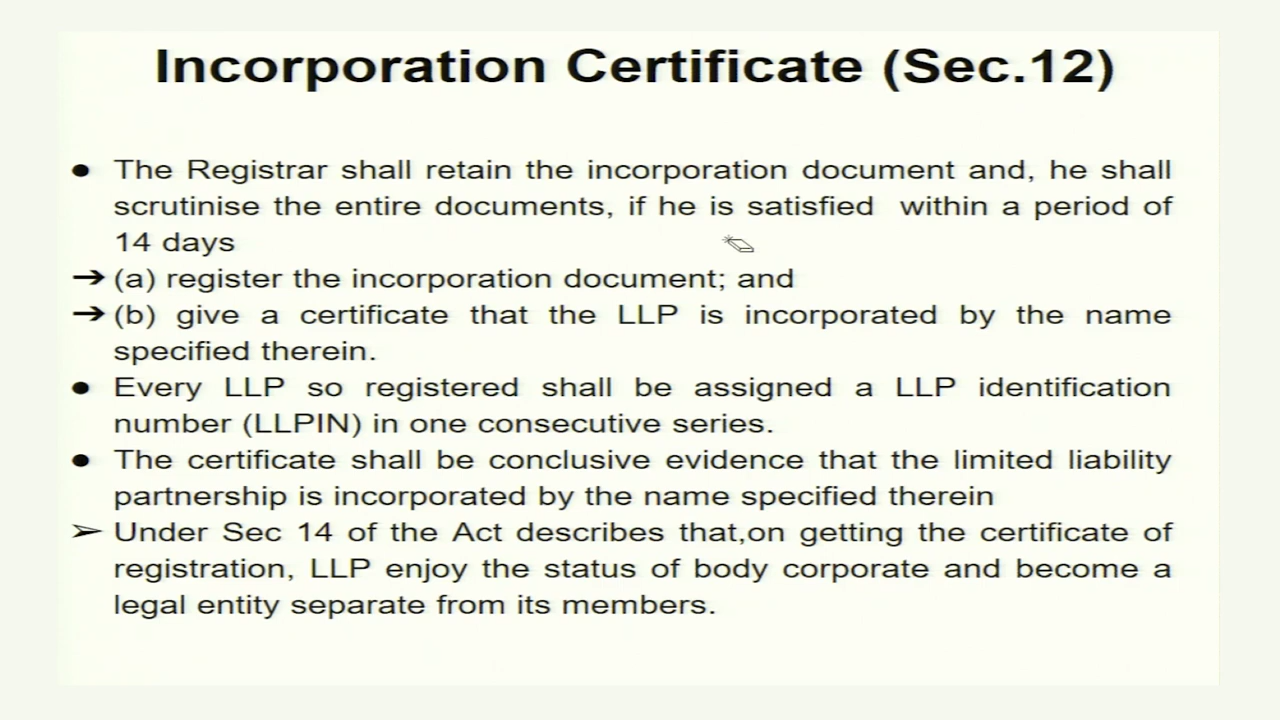 Incorporation Certificate (Sec.12)
● The Registrar shall retain the incorporation document and, he shall
scrutinise the entire documents, if he is satisfied within a period of
14 days
➔ (a) register the incorporation document; and
➔ (b) give a certificate that the LLP is incorporated by the name
specified therein.
● Every LLP so registered shall be assigned a LLP identification
number (LLPIN) in one consecutive series.
● The certificate shall be conclusive evidence that the limited liability
partnership is incorporated by the name specified therein
➢ Under Sec 14 of the Act describes that,on getting the certificate of
registration, LLP enjoy the status of body corporate and become a
legal entity separate from its members.